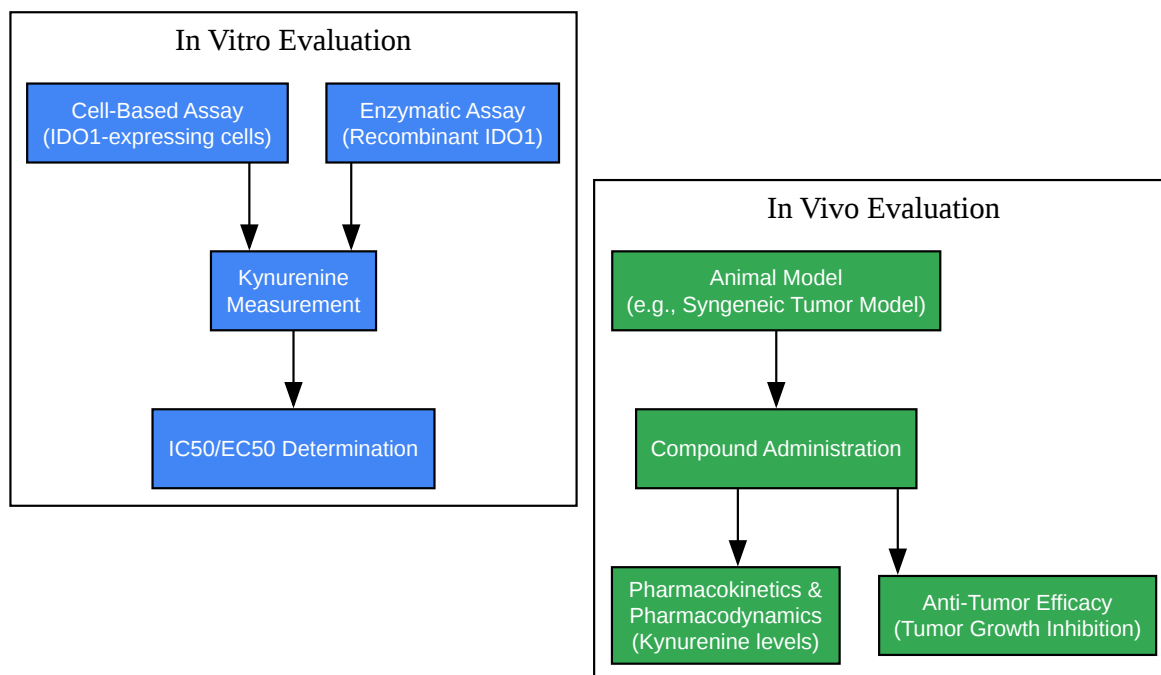 In Vitro Evaluation
Cell-Based Assay
(IDO1-expressing cells)
Enzymatic Assay
(Recombinant IDO1)
Kynurenine
Measurement
IC50/EC50 Determination
In Vivo Evaluation
Animal Model
(e.g., Syngeneic Tumor Model)
Compound Administration
Pharmacokinetics &
Pharmacodynamics
(Kynurenine levels)
Anti-Tumor Efficacy
(Tumor Growth Inhibition)